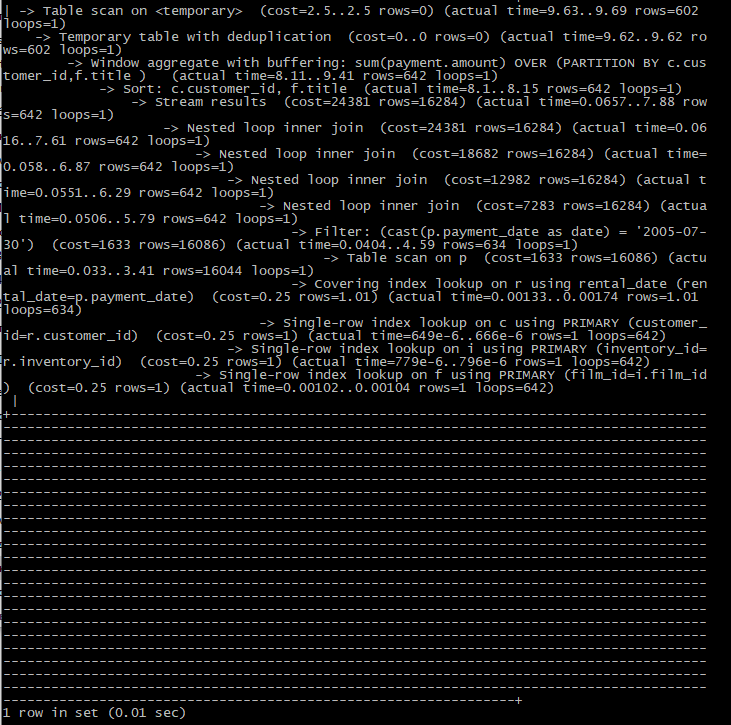 | -> Table scan on <temporary>  (cost=2.5..2.5 rows=0) (actual time=9.63..9.69 rows=602
loops=1)
    -> Temporary table with deduplication  (cost=0..0 rows=0) (actual time=9.62..9.62 ro
ws=602 loops=1)
        -> Window aggregate with buffering: sum(payment.amount) OVER (PARTITION BY c.cus
tomer_id,f.title )   (actual time=8.11..9.41 rows=642 loops=1)
            -> Sort: c.customer_id, f.title  (actual time=8.1..8.15 rows=642 loops=1)
                -> Stream results  (cost=24381 rows=16284) (actual time=0.0657..7.88 row
s=642 loops=1)
                    -> Nested loop inner join  (cost=24381 rows=16284) (actual time=0.06
16..7.61 rows=642 loops=1)
                        -> Nested loop inner join  (cost=18682 rows=16284) (actual time=
0.058..6.87 rows=642 loops=1)
                            -> Nested loop inner join  (cost=12982 rows=16284) (actual t
ime=0.0551..6.29 rows=642 loops=1)
                                -> Nested loop inner join  (cost=7283 rows=16284) (actua
l time=0.0506..5.79 rows=642 loops=1)
                                    -> Filter: (cast(p.payment_date as date) = '2005-07-
30')  (cost=1633 rows=16086) (actual time=0.0404..4.59 rows=634 loops=1)
                                        -> Table scan on p  (cost=1633 rows=16086) (actu
al time=0.033..3.41 rows=16044 loops=1)
                                    -> Covering index lookup on r using rental_date (ren
tal_date=p.payment_date)  (cost=0.25 rows=1.01) (actual time=0.00133..0.00174 rows=1.01
loops=634)
                                -> Single-row index lookup on c using PRIMARY (customer_
id=r.customer_id)  (cost=0.25 rows=1) (actual time=649e-6..666e-6 rows=1 loops=642)
                            -> Single-row index lookup on i using PRIMARY (inventory_id=
r.inventory_id)  (cost=0.25 rows=1) (actual time=779e-6..796e-6 rows=1 loops=642)
                        -> Single-row index lookup on f using PRIMARY (film_id=i.film_id
)  (cost=0.25 rows=1) (actual time=0.00102..0.00104 rows=1 loops=642)
|
1 row in set (0.01 sec)